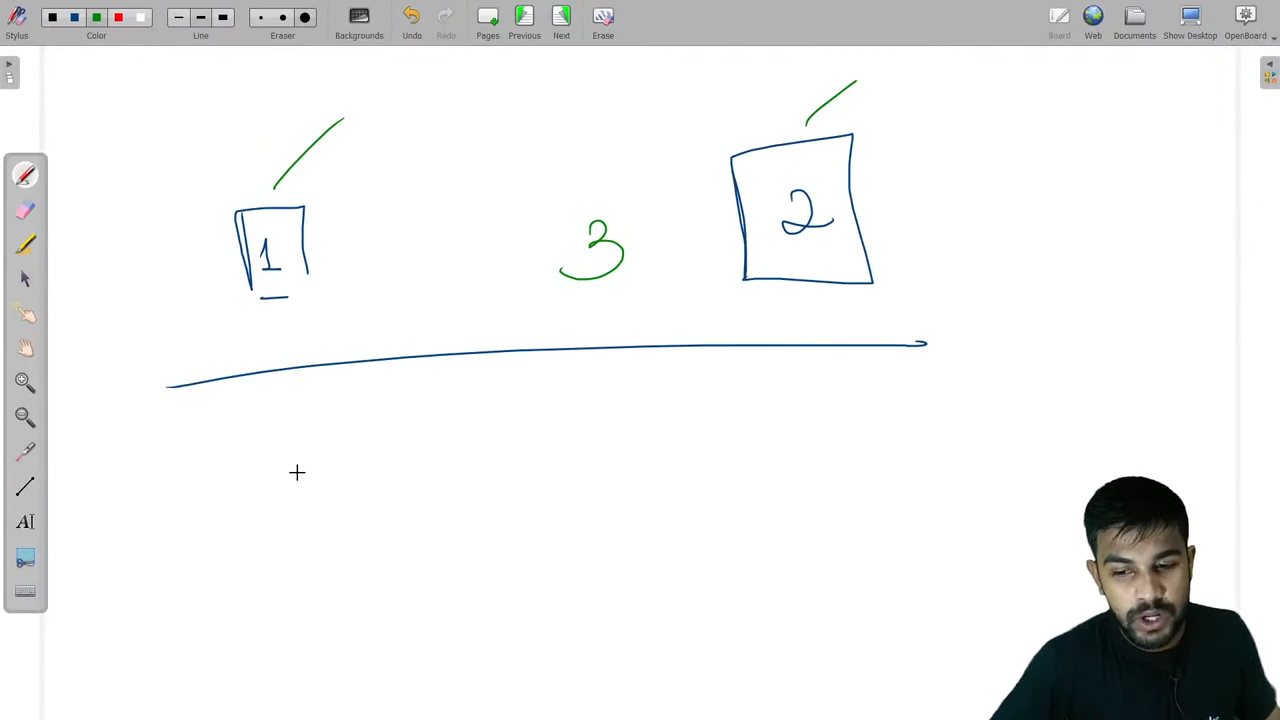 Stylus Color Line Eraser Backgrounds Undo Redo Pages Previous Next Erase Board Web Documents Show Desktop OpenBoard
1 3 2
AI